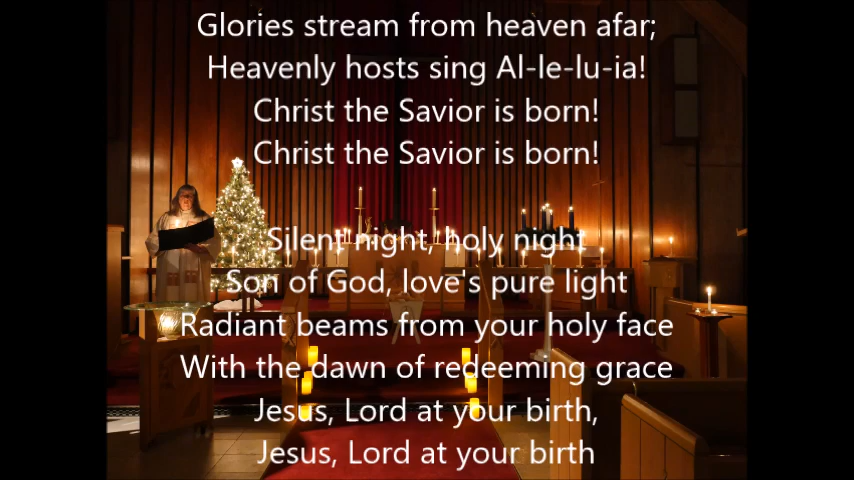 Glories stream from heaven afar;
Heavenly hosts sing Al-le-lu-ia!
Christ the Savior is born!
Christ the Savior is born!
Silent night, holy night
Son of God, love's pure light
Radiant beams from your holy face
With the dawn of redeeming grace
Jesus, Lord at your birth,
Jesus, Lord at your birth